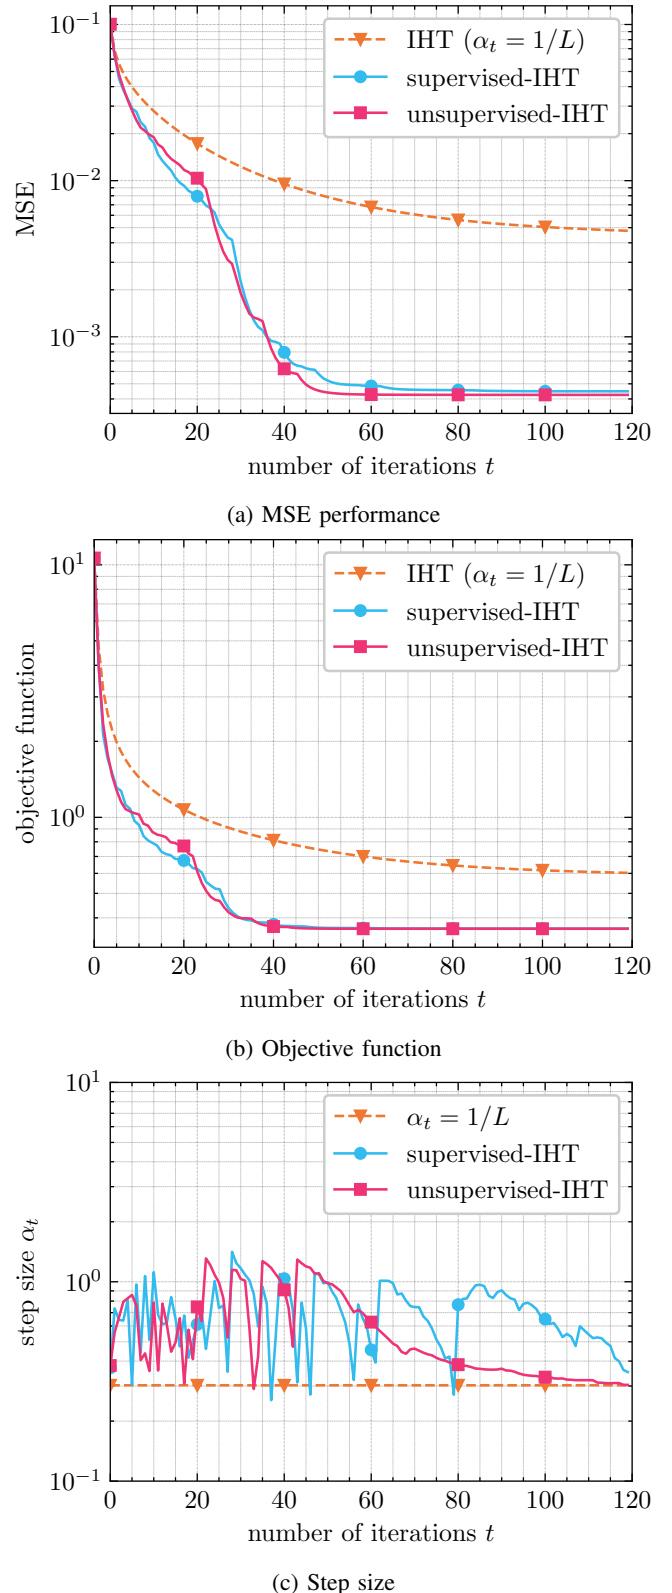 10^{-1}
10^{-2}
10^{-3}
MSE
IHT (α_t = 1/L)
supervised-IHT
unsupervised-IHT
0 20 40 60 80 100 120
number of iterations t
(a) MSE performance
10^1
10^0
objective function
IHT (α_t = 1/L)
supervised-IHT
unsupervised-IHT
0 20 40 60 80 100 120
number of iterations t
(b) Objective function
10^1
10^0
10^{-1}
step size α_t
α_t = 1/L
supervised-IHT
unsupervised-IHT
0 20 40 60 80 100 120
number of iterations t
(c) Step size